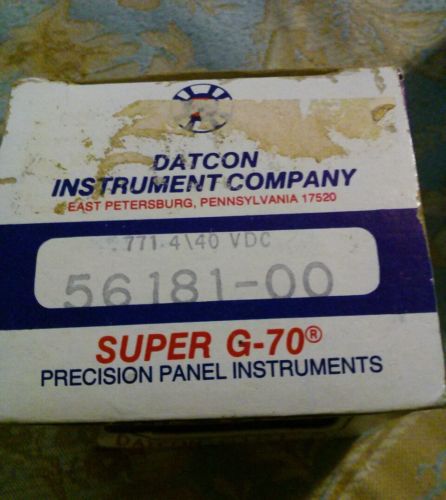 DATCON
INSTRUMENT COMPANY
EAST PETERSBURG, PENNSYLVANIA 17520
771 4\40 VDC
56181-00
SUPER G-70®
PRECISION PANEL INSTRUMENTS